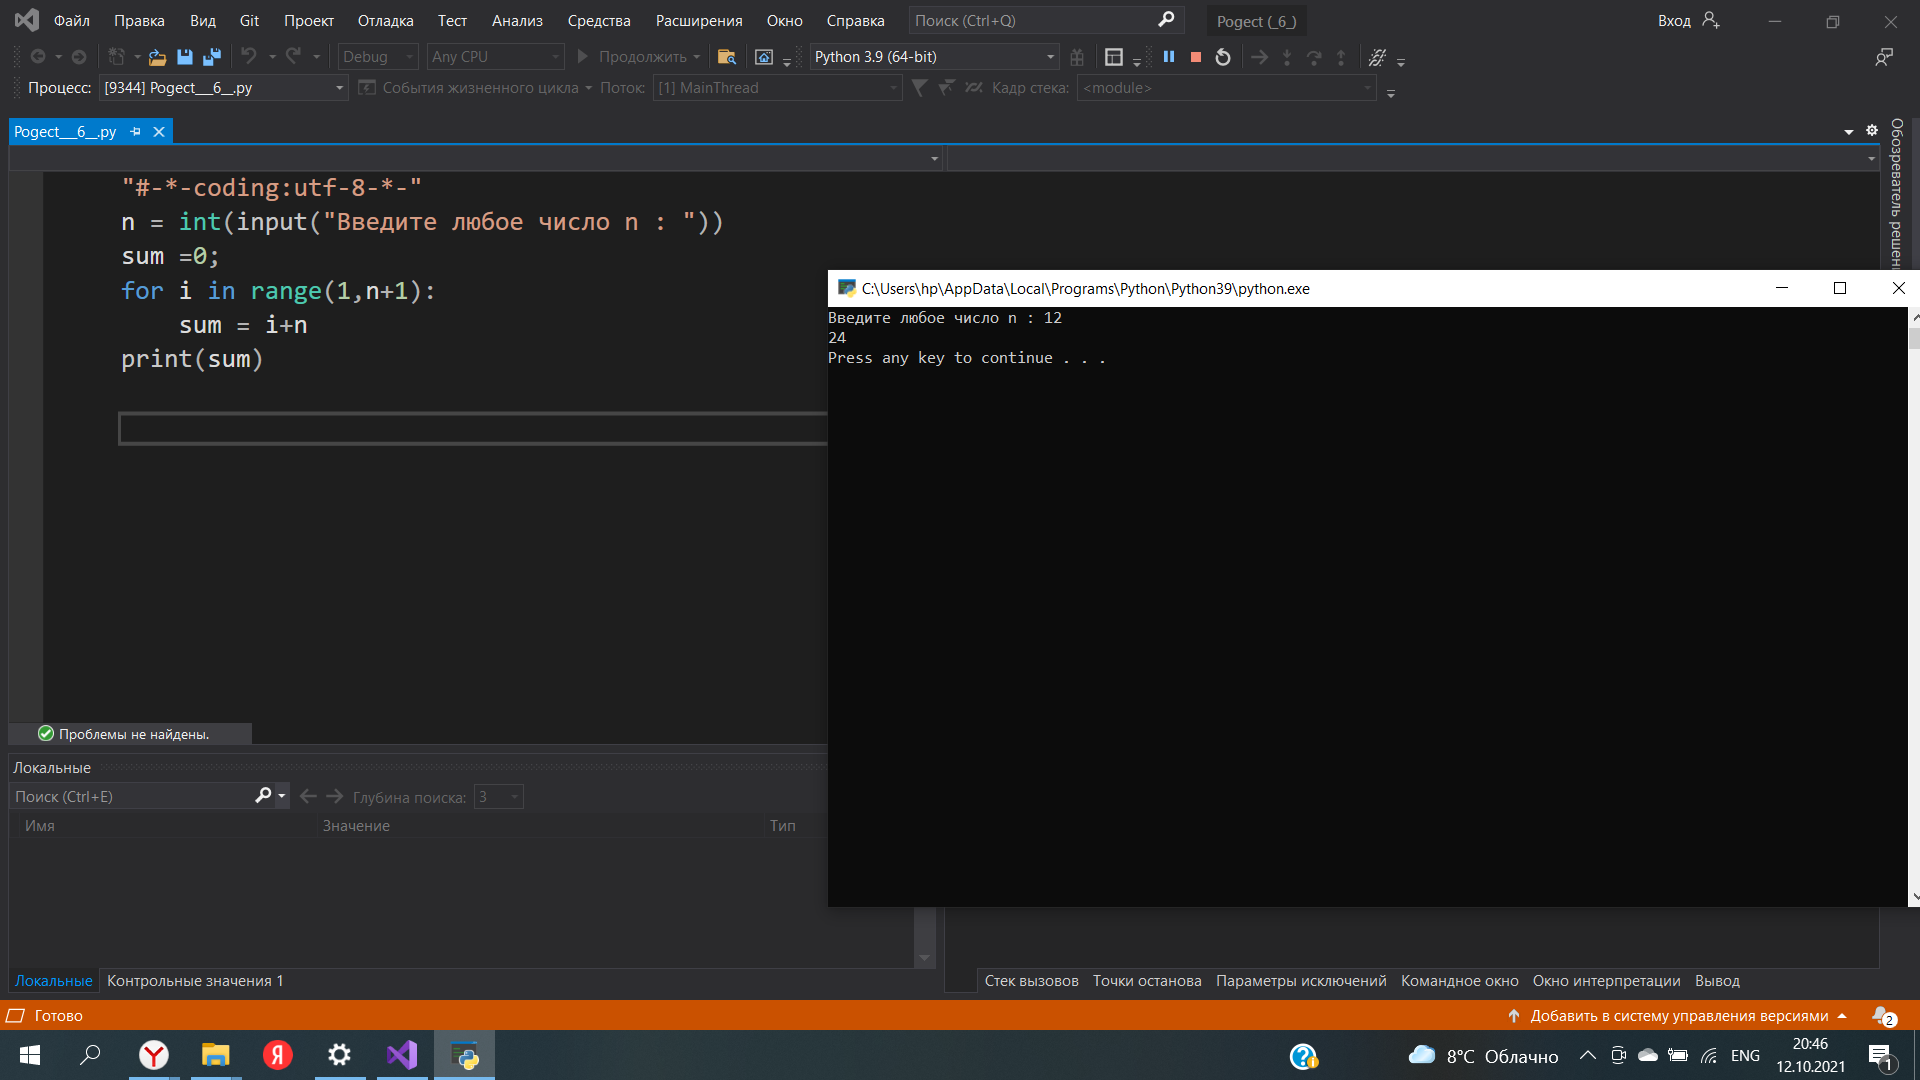 Файл Правка Вид Git Проект Отладка Тест Анализ Средства Расширения Окно Справка Поиск (Ctrl+Q) Pogect (_6_) Вход
Debug Any CPU Продолжить Python 3.9 (64-bit)
Процесс: [9344] Pogect__6__.py События жизненного цикла Поток: [1] MainThread Кадр стека: <module>
Pogect__6__.py
Обозреватель решени
"#-*-coding:utf-8-*-"
n = int(input("Введите любое число n : "))
sum =0;
for i in range(1,n+1):
    sum = i+n
print(sum)
C:\Users\hp\AppData\Local\Programs\Python\Python39\python.exe
Введите любое число n : 12
24
Press any key to continue . . .
Проблемы не найдены.
Локальные
Поиск (Ctrl+E) Глубина поиска: 3
Имя Значение Тип
Локальные Контрольные значения 1
Стек вызовов Точки останова Параметры исключений Командное окно Окно интерпретации Вывод
Готово Добавить в систему управления версиями 2
8°C Облачно ENG 20:46
12.10.2021 1